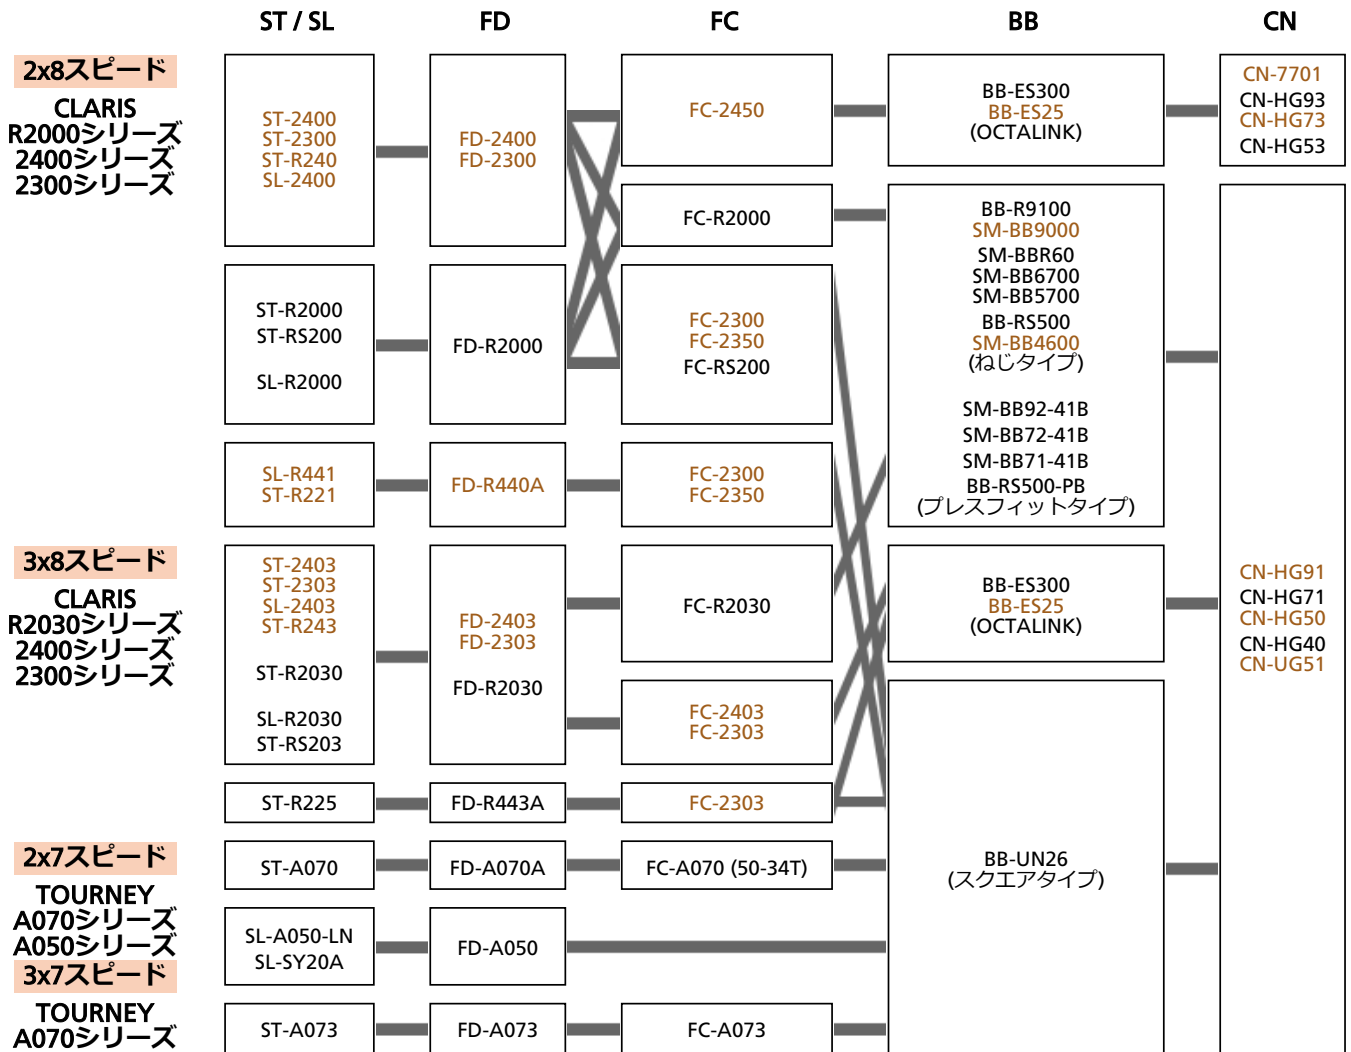 ST / SL
FD
FC
BB
CN
2x8スピード
CLARIS
R2000シリーズ
2400シリーズ
2300シリーズ
ST-2400
ST-2300
ST-R240
SL-2400
FD-2400
FD-2300
FC-2450
BB-ES300
BB-ES25
(OCTALINK)
CN-7701
CN-HG93
CN-HG73
CN-HG53
FC-R2000
BB-R9100
SM-BB9000
SM-BBR60
SM-BB6700
SM-BB5700
BB-RS500
SM-BB4600
(ねじタイプ)
SM-BB92-41B
SM-BB72-41B
SM-BB71-41B
BB-RS500-PB
(プレスフィットタイプ)
ST-R2000
ST-RS200
SL-R2000
FD-R2000
FC-2300
FC-2350
FC-RS200
SL-R441
ST-R221
FD-R440A
FC-2300
FC-2350
3x8スピード
CLARIS
R2030シリーズ
2400シリーズ
2300シリーズ
ST-2403
ST-2303
SL-2403
ST-R243
ST-R2030
SL-R2030
ST-RS203
FD-2403
FD-2303
FD-R2030
FC-R2030
BB-ES300
BB-ES25
(OCTALINK)
CN-HG91
CN-HG71
CN-HG50
CN-HG40
CN-UG51
FC-2403
FC-2303
ST-R225
FD-R443A
FC-2303
2x7スピード
TOURNEY
A070シリーズ
A050シリーズ
ST-A070
FD-A070A
FC-A070 (50-34T)
BB-UN26
(スクエアタイプ)
SL-A050-LN
SL-SY20A
FD-A050
3x7スピード
TOURNEY
A070シリーズ
ST-A073
FD-A073
FC-A073